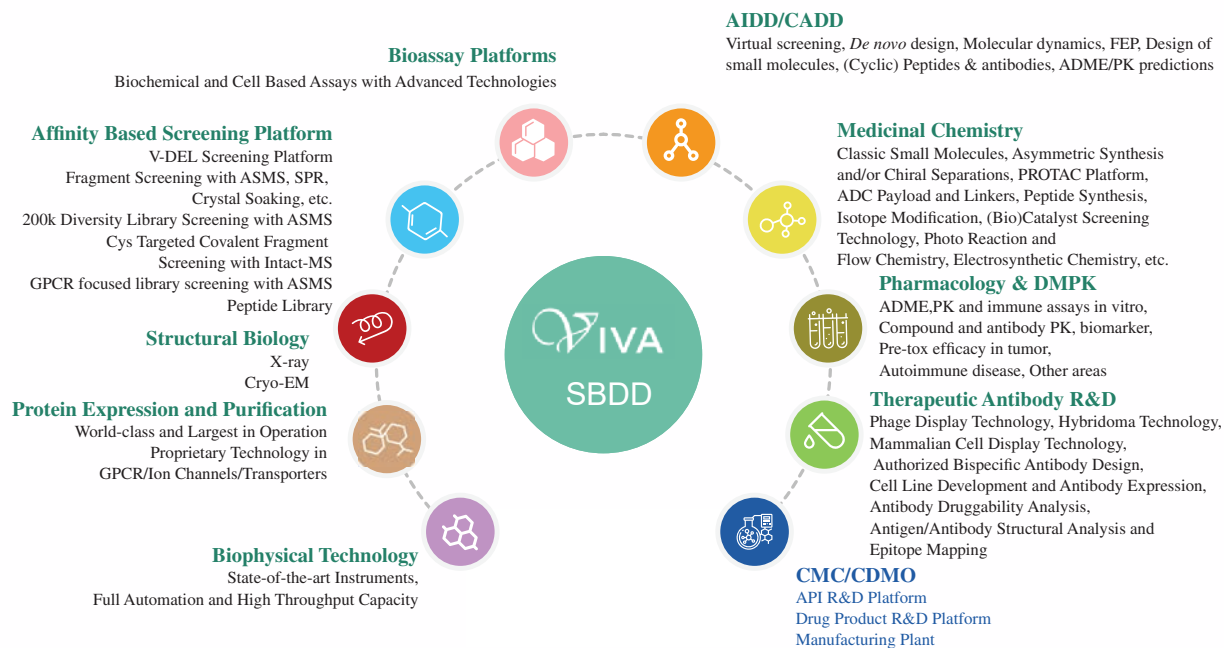 AIDD/CADD
Virtual screening, De novo design, Molecular dynamics, FEP, Design of
small molecules, (Cyclic) Peptides & antibodies, ADME/PK predictions
Bioassay Platforms
Biochemical and Cell Based Assays with Advanced Technologies
Affinity Based Screening Platform
V-DEL Screening Platform
Fragment Screening with ASMS, SPR,
Crystal Soaking, etc.
200k Diversity Library Screening with ASMS
Cys Targeted Covalent Fragment
Screening with Intact-MS
GPCR focused library screening with ASMS
Peptide Library
Structural Biology
X-ray
Cryo-EM
Protein Expression and Purification
World-class and Largest in Operation
Proprietary Technology in
GPCR/Ion Channels/Transporters
Biophysical Technology
State-of-the-art Instruments,
Full Automation and High Throughput Capacity
VIVA
SBDD
Medicinal Chemistry
Classic Small Molecules, Asymmetric Synthesis
and/or Chiral Separations, PROTAC Platform,
ADC Payload and Linkers, Peptide Synthesis,
Isotope Modification, (Bio)Catalyst Screening
Technology, Photo Reaction and
Flow Chemistry, Electrosynthetic Chemistry, etc.
Pharmacology & DMPK
ADME,PK and immune assays in vitro,
Compound and antibody PK, biomarker,
Pre-tox efficacy in tumor,
Autoimmune disease, Other areas
Therapeutic Antibody R&D
Phage Display Technology, Hybridoma Technology,
Mammalian Cell Display Technology,
Authorized Bispecific Antibody Design,
Cell Line Development and Antibody Expression,
Antibody Druggability Analysis,
Antigen/Antibody Structural Analysis and
Epitope Mapping
CMC/CDMO
API R&D Platform
Drug Product R&D Platform
Manufacturing Plant